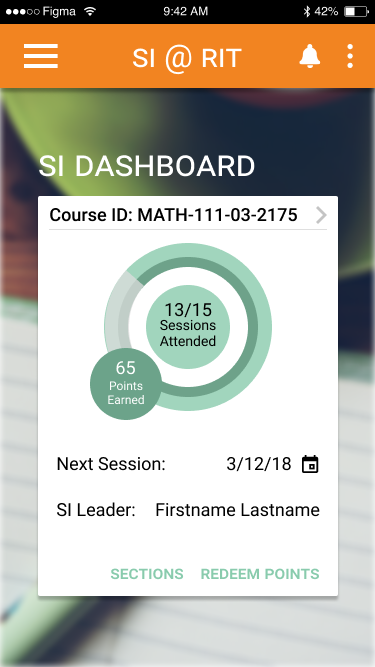 Figma 9:42 AM 42%
SI @ RIT
SI DASHBOARD
Course ID: MATH-111-03-2175
13/15
Sessions
Attended
65
Points
Earned
Next Session: 3/12/18
SI Leader: Firstname Lastname
SECTIONS REDEEM POINTS